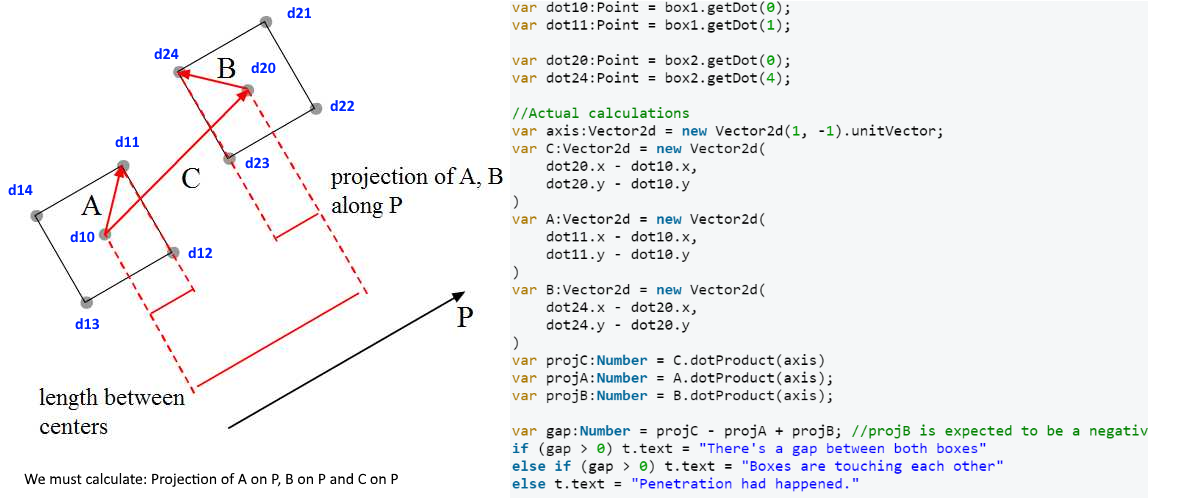 d21
d24
B
d20
d22
d11
d23
C
d14
projection of A, B
along P
A
d10
d12
P
d13
length between
centers
We must calculate: Projection of A on P, B on P and C on P
var dot10:Point = box1.getDot(0);
var dot11:Point = box1.getDot(1);
var dot20:Point = box2.getDot(0);
var dot24:Point = box2.getDot(4);
//Actual calculations
var axis:Vector2d = new Vector2d(1, -1).unitVector;
var C:Vector2d = new Vector2d(
dot20.x - dot10.x,
dot20.y - dot10.y
)
var A:Vector2d = new Vector2d(
dot11.x - dot10.x,
dot11.y - dot10.y
)
var B:Vector2d = new Vector2d(
dot24.x - dot20.x,
dot24.y - dot20.y
)
var projC:Number = C.dotProduct(axis)
var projA:Number = A.dotProduct(axis);
var projB:Number = B.dotProduct(axis);
var gap:Number = projC - projA + projB; //projB is expected to be a negativ
if (gap > 0) t.text = "There's a gap between both boxes"
else if (gap > 0) t.text = "Boxes are touching each other"
else t.text = "Penetration had happened."